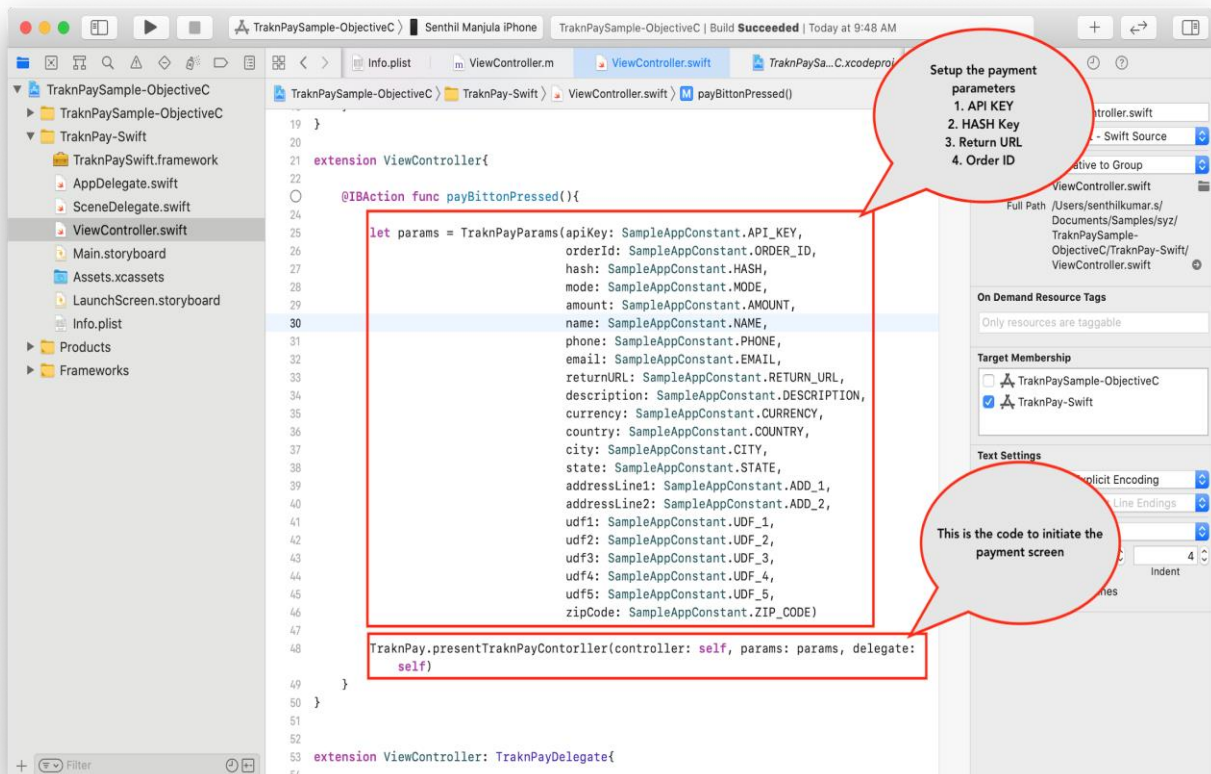 TraknPaySample-ObjectiveC 〉 Senthil Manjula iPhone
TraknPaySample-ObjectiveC | Build Succeeded | Today at 9:48 AM
Info.plist
ViewController.m
ViewController.swift
TraknPaySa...C.xcodeproj
TraknPaySample-ObjectiveC 〉 TraknPay-Swift 〉 ViewController.swift 〉 M payBittonPressed()
TraknPaySample-ObjectiveC
TraknPaySample-ObjectiveC
TraknPay-Swift
TraknPaySwift.framework
AppDelegate.swift
SceneDelegate.swift
ViewController.swift
Main.storyboard
Assets.xcassets
LaunchScreen.storyboard
Info.plist
Products
Frameworks
Filter
19 }
20
21 extension ViewController{
22
@IBAction func payBittonPressed(){
24
25 let params = TraknPayParams(apiKey: SampleAppConstant.API_KEY,
26 orderId: SampleAppConstant.ORDER_ID,
27 hash: SampleAppConstant.HASH,
28 mode: SampleAppConstant.MODE,
29 amount: SampleAppConstant.AMOUNT,
30 name: SampleAppConstant.NAME,
31 phone: SampleAppConstant.PHONE,
32 email: SampleAppConstant.EMAIL,
33 returnURL: SampleAppConstant.RETURN_URL,
34 description: SampleAppConstant.DESCRIPTION,
35 currency: SampleAppConstant.CURRENCY,
36 country: SampleAppConstant.COUNTRY,
37 city: SampleAppConstant.CITY,
38 state: SampleAppConstant.STATE,
39 addressLine1: SampleAppConstant.ADD_1,
40 addressLine2: SampleAppConstant.ADD_2,
41 udf1: SampleAppConstant.UDF_1,
42 udf2: SampleAppConstant.UDF_2,
43 udf3: SampleAppConstant.UDF_3,
44 udf4: SampleAppConstant.UDF_4,
45 udf5: SampleAppConstant.UDF_5,
46 zipCode: SampleAppConstant.ZIP_CODE)
47
48 TraknPay.presentTraknPayContorller(controller: self, params: params, delegate:
self)
49 }
50 }
51
52
53 extension ViewController: TraknPayDelegate{
Setup the payment
parameters
1. API KEY
2. HASH Key
3. Return URL
4. Order ID
ntroller.swift
- Swift Source
ative to Group
ViewController.swift
Full Path /Users/senthilkumar.s/
Documents/Samples/syz/
TraknPaySample-
ObjectiveC/TraknPay-Swift/
ViewController.swift
On Demand Resource Tags
Only resources are taggable
Target Membership
TraknPaySample-ObjectiveC
TraknPay-Swift
Text Settings
xplicit Encoding
Line Endings
4
Indent
nes
This is the code to initiate the
payment screen